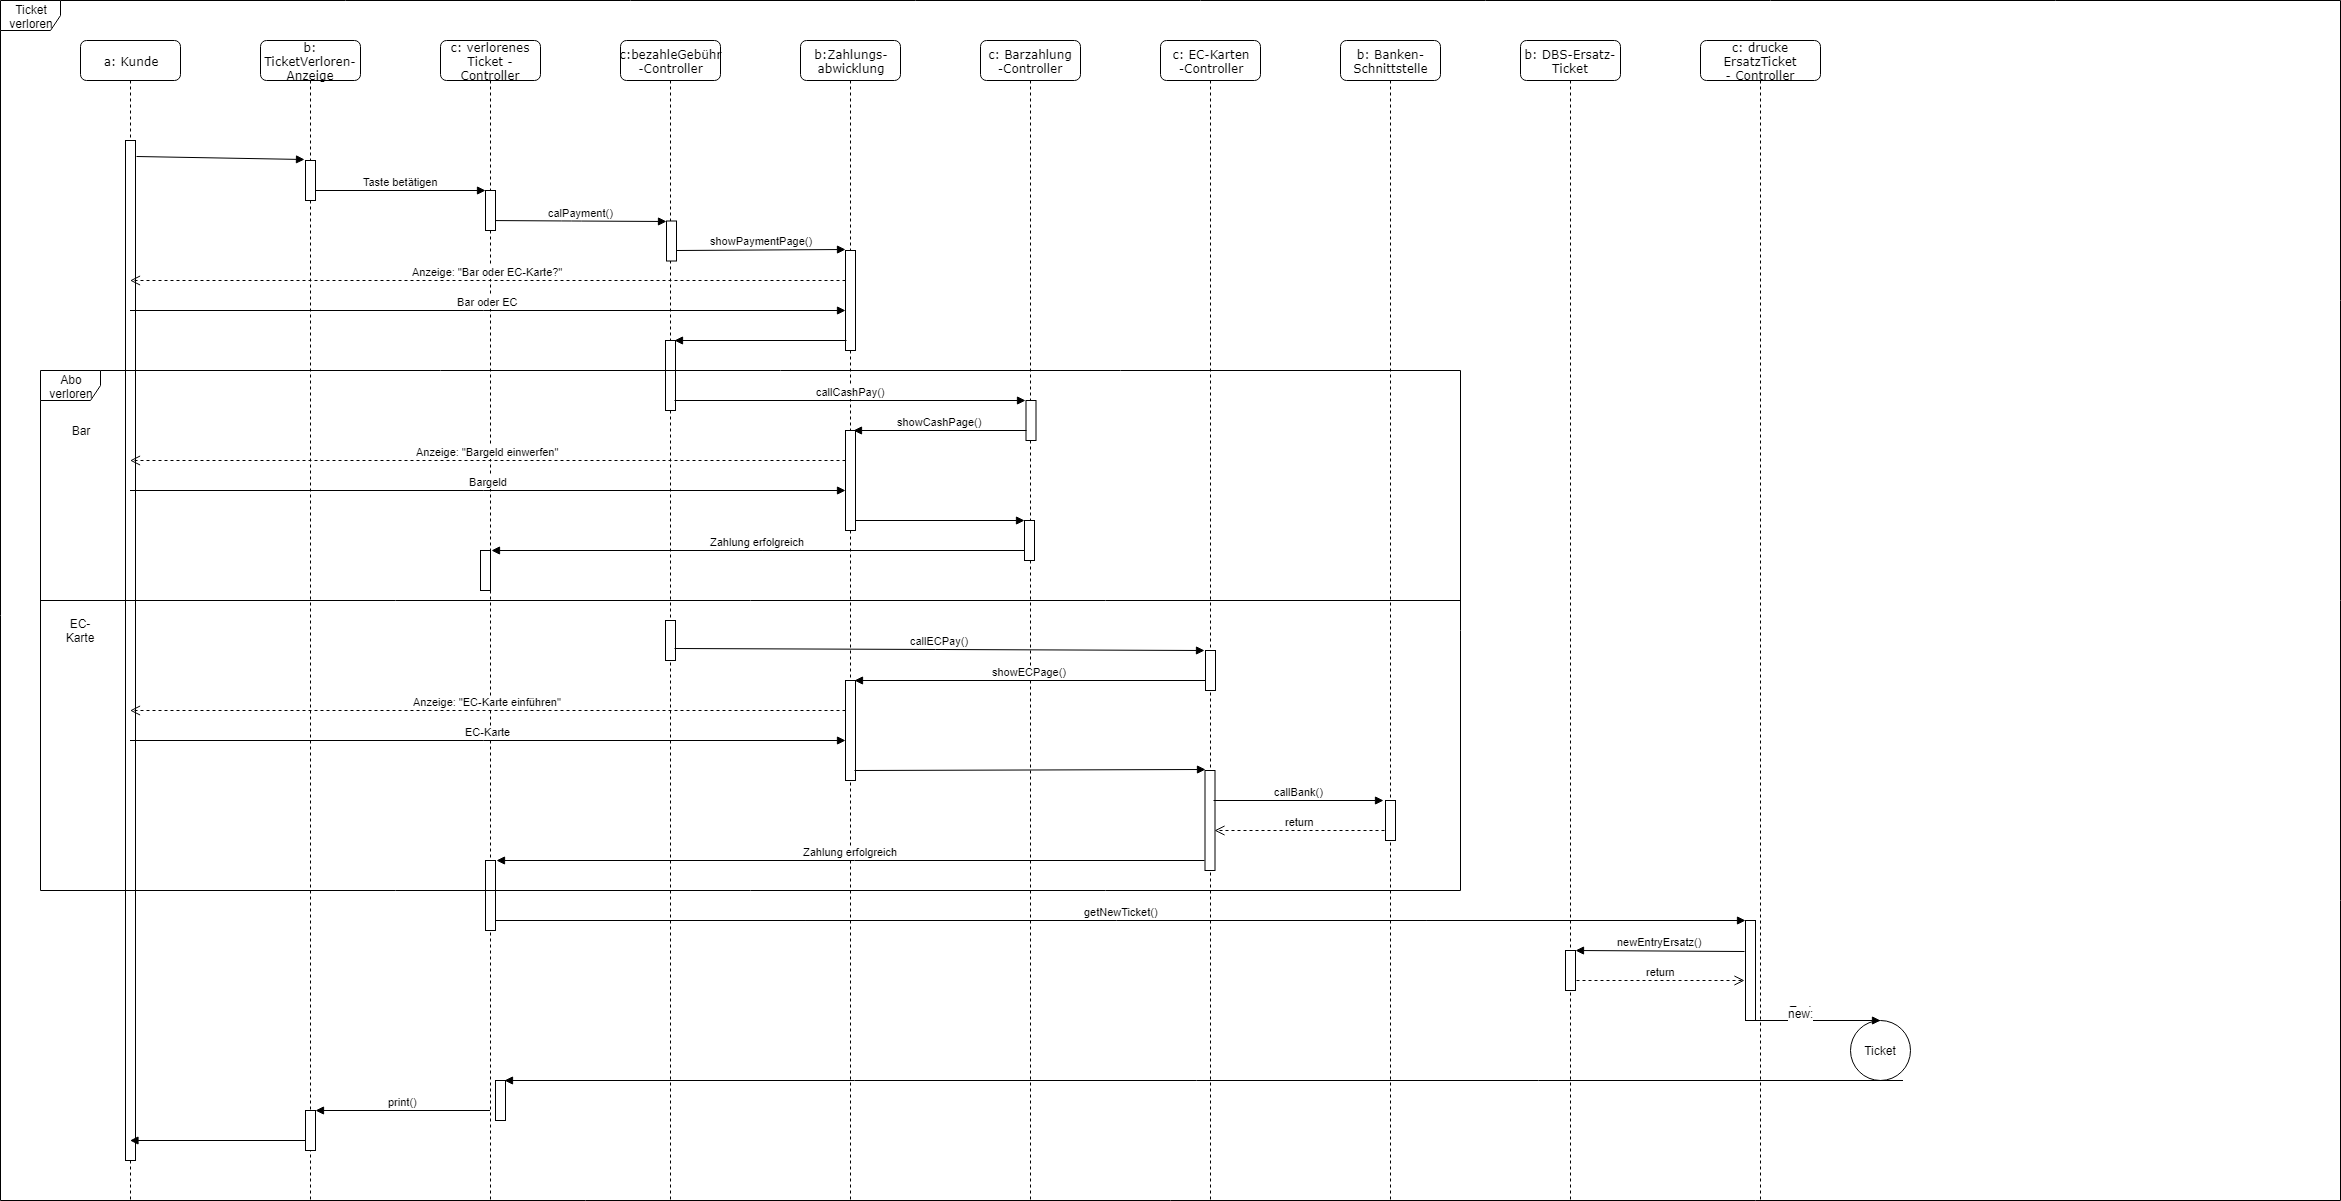 Ticket
verloren
a: Kunde
b:
TicketVerloren-
Anzeige
c: verlorenes
Ticket -
Controller
c:bezahleGebühr
-Controller
b:Zahlungs-
abwicklung
c: Barzahlung
-Controller
c: EC-Karten
-Controller
b: Banken-
Schnittstelle
b: DBS-Ersatz-
Ticket
c: drucke
ErsatzTicket
- Controller
Taste betätigen
calPayment()
showPaymentPage()
Anzeige: "Bar oder EC-Karte?"
Bar oder EC
Abo
verloren
callCashPay()
Bar
showCashPage()
Anzeige: "Bargeld einwerfen"
Bargeld
Zahlung erfolgreich
EC-
Karte
callECPay()
showECPage()
Anzeige: "EC-Karte einführen"
EC-Karte
callBank()
return
Zahlung erfolgreich
getNewTicket()
newEntryErsatz()
return
new:
Ticket
print()